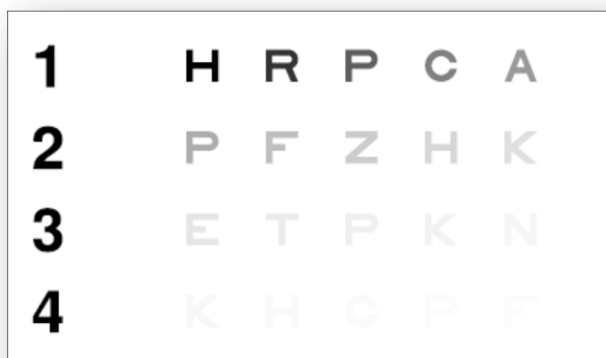 1 H R P C A
2 P F Z H K
3 E T P K N
4 K H C P F